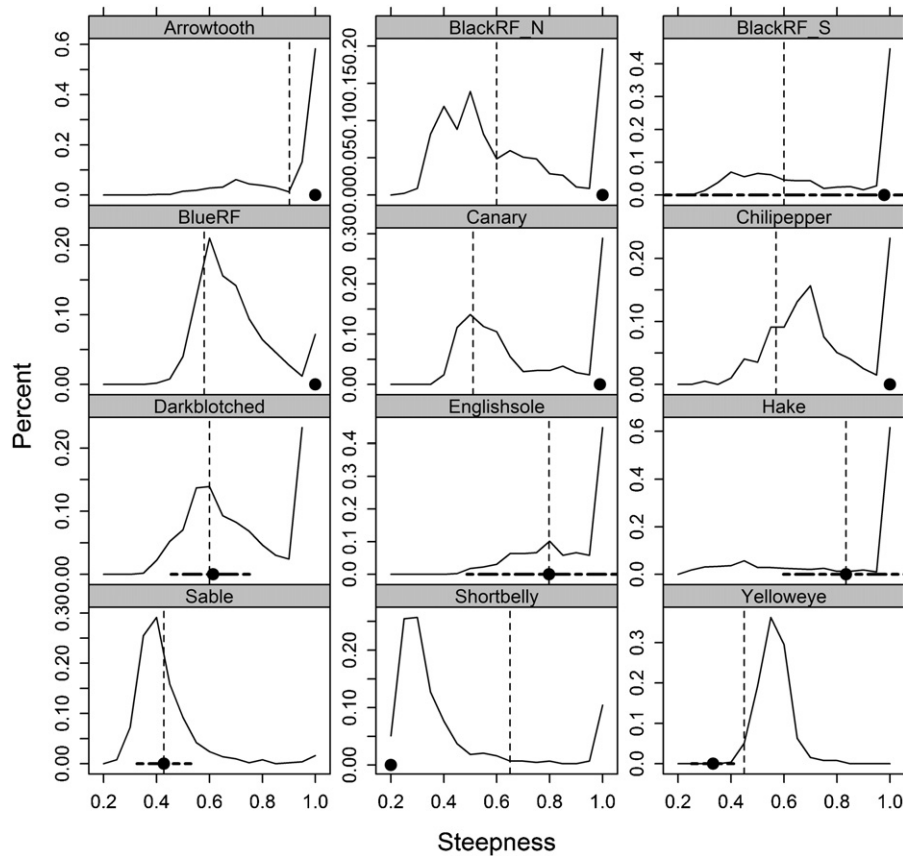 Arrowtooth
BlackRF_N
BlackRF_S
0.0 0.2 0.4 0.6
0.00 0.05 0.10 0.15 0.20
0.0 0.1 0.2 0.3 0.4
BlueRF
Canary
Chilipepper
0.00 0.10 0.20
0.00 0.10 0.20 0.30
0.00 0.10 0.20
Percent
Darkblotched
Englishsole
Hake
0.00 0.10 0.20
0.0 0.1 0.2 0.3 0.4
0.0 0.2 0.4 0.6
Sable
Shortbelly
Yelloweye
0.00 0.10 0.20 0.30
0.00 0.10 0.20
0.0 0.1 0.2 0.3
0.2 0.4 0.6 0.8 1.0
0.2 0.4 0.6 0.8 1.0
0.2 0.4 0.6 0.8 1.0
Steepness